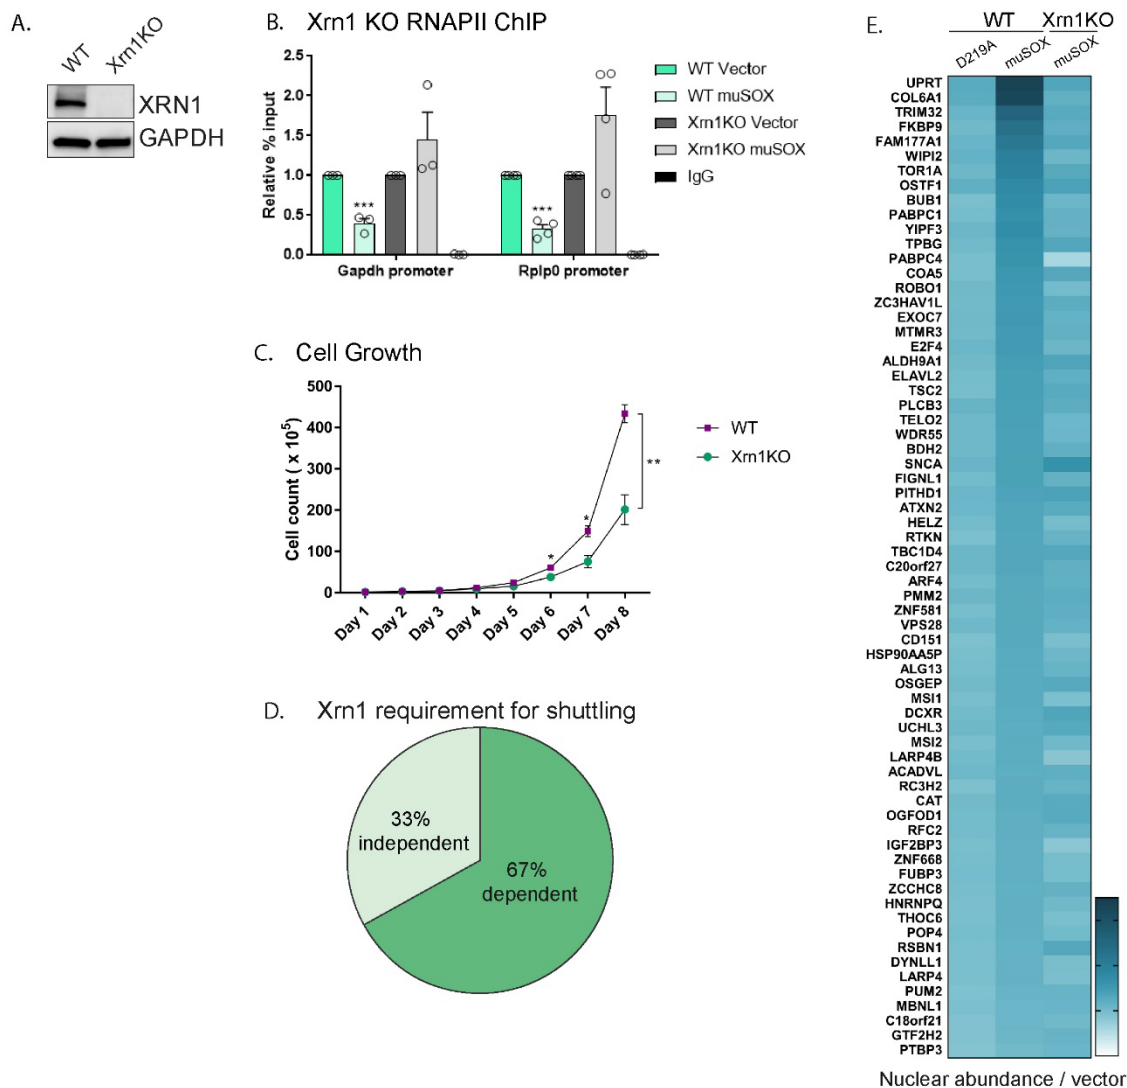 A.
WT
Xrn1KO
XRN1
GAPDH
B. Xrn1 KO RNAPII ChIP
Relative % input
2.5
2.0
1.5
1.0
0.5
0.0
***
***
Gapdh promoter
Rplp0 promoter
WT Vector
WT muSOX
Xrn1KO Vector
Xrn1KO muSOX
IgG
C. Cell Growth
Cell count ( x 10⁵)
500
400
300
200
100
0
*
*
**
Day 1
Day 2
Day 3
Day 4
Day 5
Day 6
Day 7
Day 8
WT
Xrn1KO
D. Xrn1 requirement for shuttling
33%
independent
67%
dependent
E.
WT
Xrn1KO
D219A
muSOX
muSOX
UPRT
COL6A1
TRIM32
FKBP9
FAM177A1
WIPI2
TOR1A
OSTF1
BUB1
PABPC1
YIPF3
TPBG
PABPC4
COA5
ROBO1
ZC3HAV1L
EXOC7
MTMR3
E2F4
ALDH9A1
ELAVL2
TSC2
PLCB3
TELO2
WDR55
BDH2
SNCA
FIGNL1
PITHD1
ATXN2
HELZ
RTKN
TBC1D4
C20orf27
ARF4
PMM2
ZNF581
VPS28
CD151
HSP90AA5P
ALG13
OSGEP
MSI1
DCXR
UCHL3
MSI2
LARP4B
ACADVL
RC3H2
CAT
OGFOD1
RFC2
IGF2BP3
ZNF668
FUBP3
ZCCHC8
HNRNPQ
THOC6
POP4
RSBN1
DYNLL1
LARP4
PUM2
MBNL1
C18orf21
GTF2H2
PTBP3
Nuclear abundance / vector